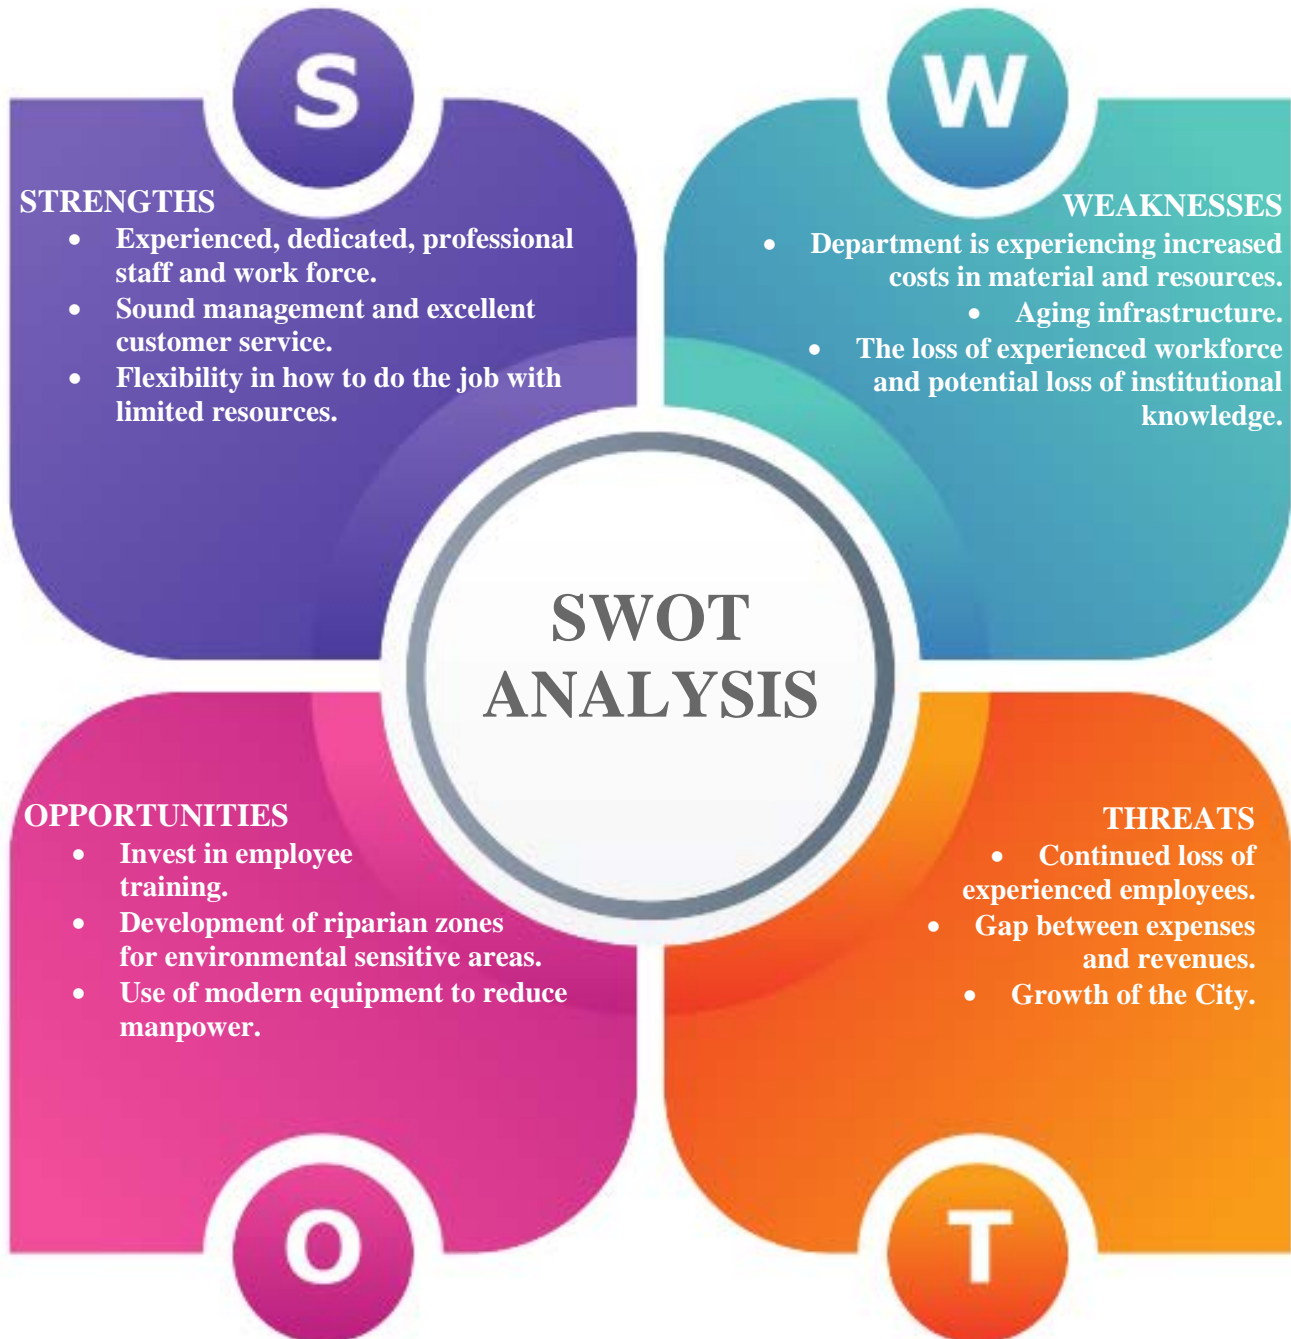 S
STRENGTHS
• Experienced, dedicated, professional
staff and work force.
• Sound management and excellent
customer service.
• Flexibility in how to do the job with
limited resources.
W
WEAKNESSES
• Department is experiencing increased
costs in material and resources.
• Aging infrastructure.
• The loss of experienced workforce
and potential loss of institutional
knowledge.
SWOT
ANALYSIS
OPPORTUNITIES
• Invest in employee
training.
• Development of riparian zones
for environmental sensitive areas.
• Use of modern equipment to reduce
manpower.
O
THREATS
• Continued loss of
experienced employees.
• Gap between expenses
and revenues.
• Growth of the City.
T